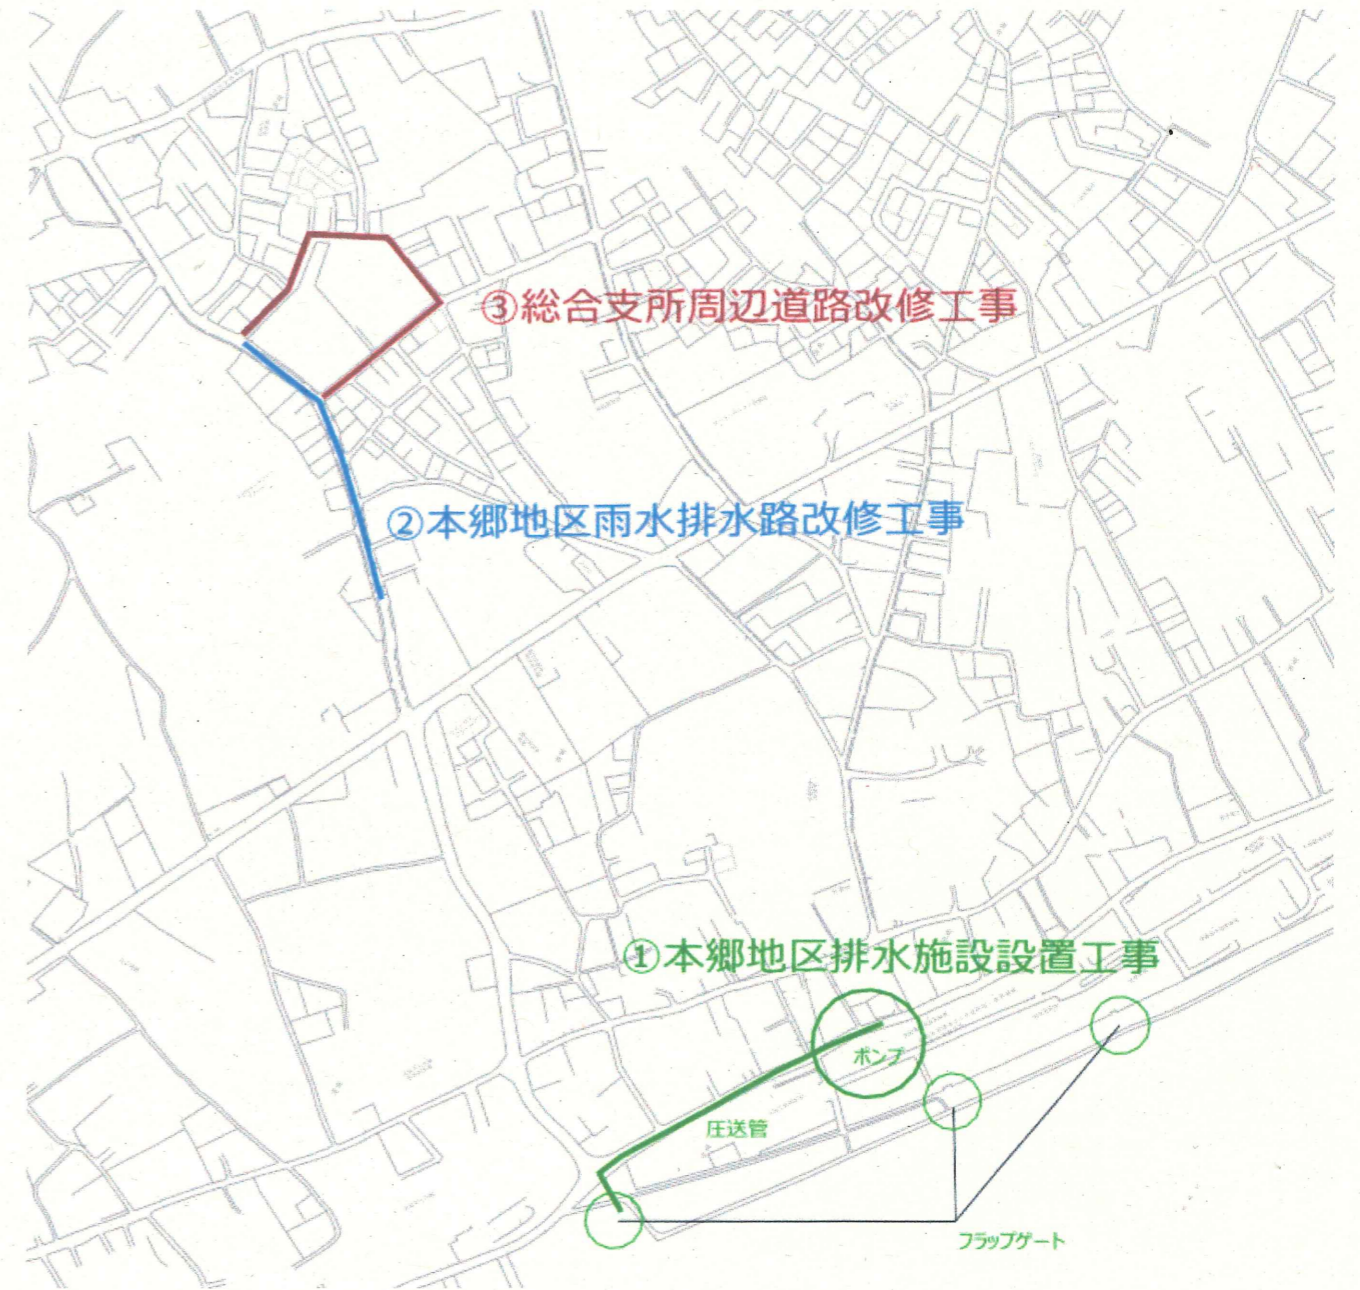 ③総合支所周辺道路改修工事
②本郷地区雨水排水路改修工事
①本郷地区排水施設設置工事
ポンプ
圧送管
フラップゲート